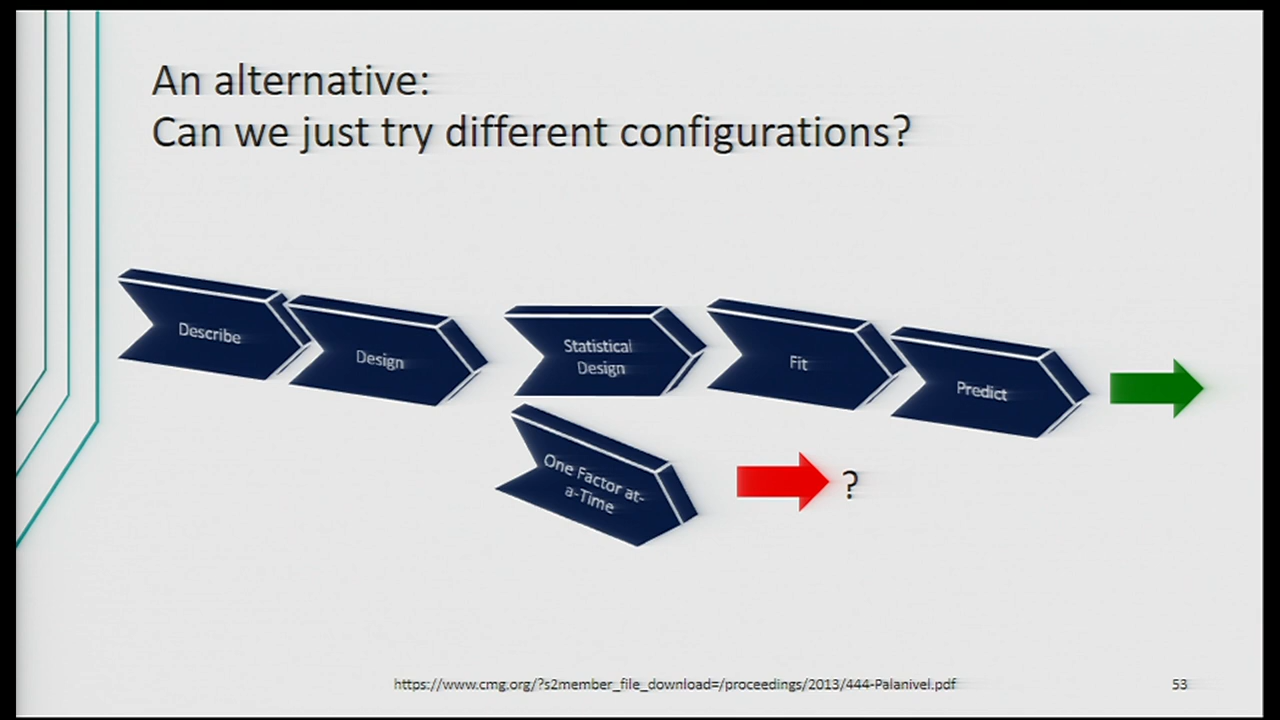 An alternative:
Can we just try different configurations?
Describe
Design
Statistical
Design
Fit
Predict
One Factor at-
a-Time
?
https://www.cmg.org/?s2member_file_download=/proceedings/2013/444-Palanivel.pdf
53